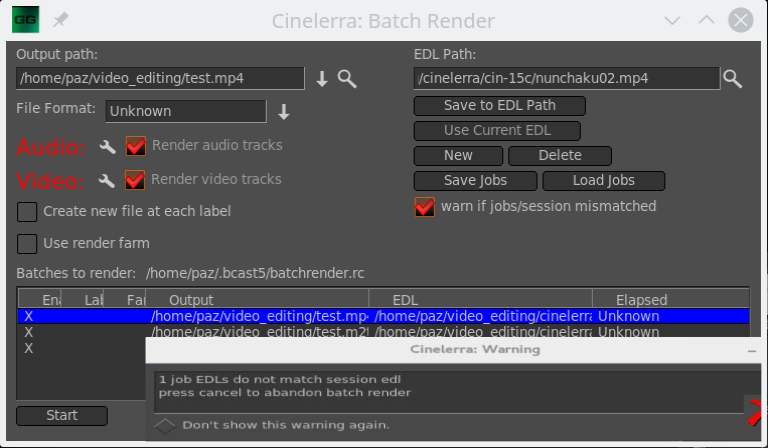 GG
Cinelerra: Batch Render
Output path:
/home/paz/video_editing/test.mp4
EDL Path:
/cinelerra/cin-15c/nunchaku02.mp4
File Format:
Unknown
Save to EDL Path
Use Current EDL
Audio:
Render audio tracks
New
Delete
Video:
Render video tracks
Save Jobs
Load Jobs
Create new file at each label
warn if jobs/session mismatched
Use render farm
Batches to render: /home/paz/.bcast5/batchrender.rc
Ena Lab Far Output EDL Elapsed
X /home/paz/video_editing/test.mp /home/paz/video_editing/cinelerra Unknown
X /home/paz/video_editing/test.m2 /home/paz/video_editing/cinelerra Unknown
X
Cinelerra: Warning
1 job EDLs do not match session edl
press cancel to abandon batch render
Don't show this warning again.
Start